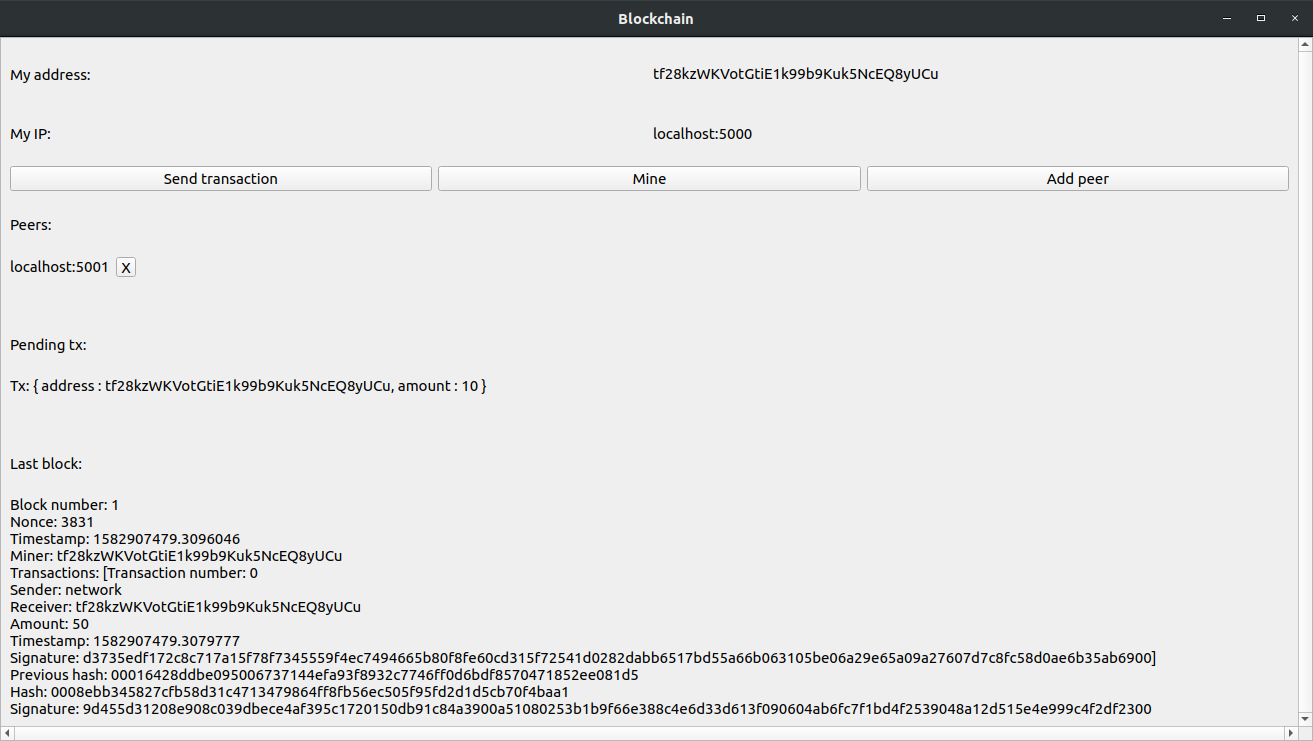 Blockchain
My address: tf28kzWKVotGtiE1k99b9Kuk5NcEQ8yUCu
My IP: localhost:5000
Send transaction Mine Add peer
Peers:
localhost:5001 X
Pending tx:
Tx: { address : tf28kzWKVotGtiE1k99b9Kuk5NcEQ8yUCu, amount : 10 }
Last block:
Block number: 1
Nonce: 3831
Timestamp: 1582907479.3096046
Miner: tf28kzWKVotGtiE1k99b9Kuk5NcEQ8yUCu
Transactions: [Transaction number: 0
Sender: network
Receiver: tf28kzWKVotGtiE1k99b9Kuk5NcEQ8yUCu
Amount: 50
Timestamp: 1582907479.3079777
Signature: d3735edf172c8c717a15f78f7345559f4ec7494665b80f8fe60cd315f72541d0282dabb6517bd55a66b063105be06a29e65a09a27607d7c8fc58d0ae6b35ab6900]
Previous hash: 00016428ddbe095006737144efa93f8932c7746ff0d6bdf8570471852ee081d5
Hash: 0008ebb345827cfb58d31c4713479864ff8fb56ec505f95fd2d1d5cb70f4baa1
Signature: 9d455d31208e908c039dbece4af395c1720150db91c84a3900a51080253b1b9f66e388c4e6d33d613f090604ab6fc7f1bd4f2539048a12d515e4e999c4f2df2300